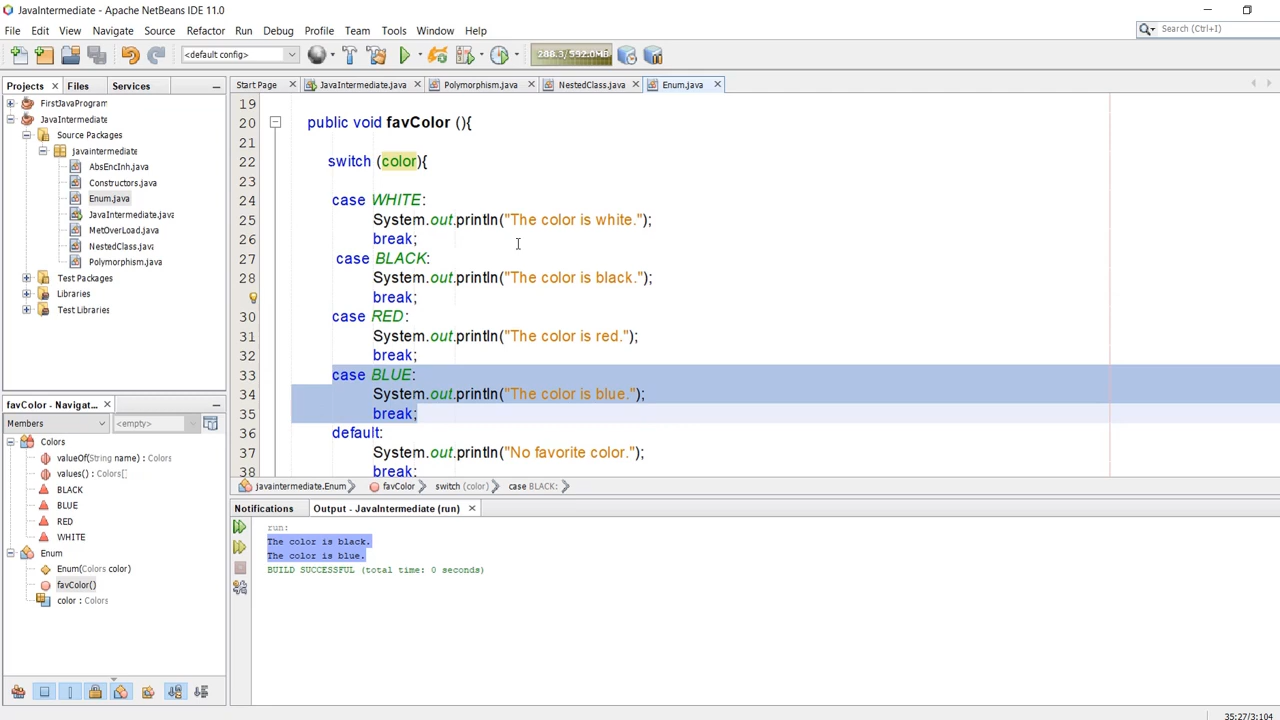 JavaIntermediate - Apache NetBeans IDE 11.0
File Edit View Navigate Source Refactor Run Debug Profile Team Tools Window Help
Search (Ctrl+I)
<default config>
288.3/592.0MB
Projects Files Services
Start Page JavaIntermediate.java Polymorphism.java NestedClass.java Enum.java
FirstJavaProgram
JavaIntermediate
Source Packages
javaintermediate
AbsEncInh.java
Constructors.java
Enum.java
JavaIntermediate.java
MetOverLoad.java
NestedClass.java
Polymorphism.java
Test Packages
Libraries
Test Libraries
19
20 public void favColor (){
21
22 switch (color){
23
24 case WHITE:
25 System.out.println("The color is white.");
26 break;
27 case BLACK:
28 System.out.println("The color is black.");
break;
30 case RED:
31 System.out.println("The color is red.");
32 break;
33 case BLUE:
34 System.out.println("The color is blue.");
35 break;
36 default:
37 System.out.println("No favorite color.");
38 break;
favColor - Navigat...
Members <empty>
Colors
valueOf(String name) : Colors
values() : Colors[]
BLACK
BLUE
RED
WHITE
Enum
Enum(Colors color)
favColor()
color : Colors
javaintermediate.Enum favColor switch (color) case BLACK:
Notifications Output - JavaIntermediate (run)
run:
The color is black.
The color is blue.
BUILD SUCCESSFUL (total time: 0 seconds)
35:27/3:104